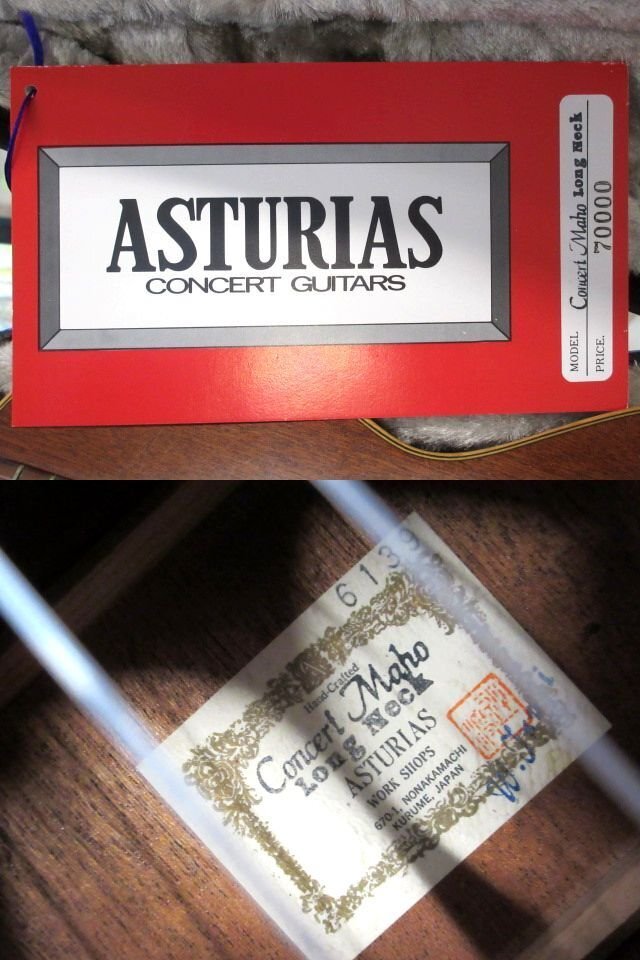 ASTURIAS
CONCERT GUITARS
MODEL Concert Maho Long Neck
PRICE. 70000
6139
Hand-Crafted
Concert Maho
Long Neck
ASTURIAS
WORK SHOPS
670-1, NONAKAMACHI
KURUME, JAPAN